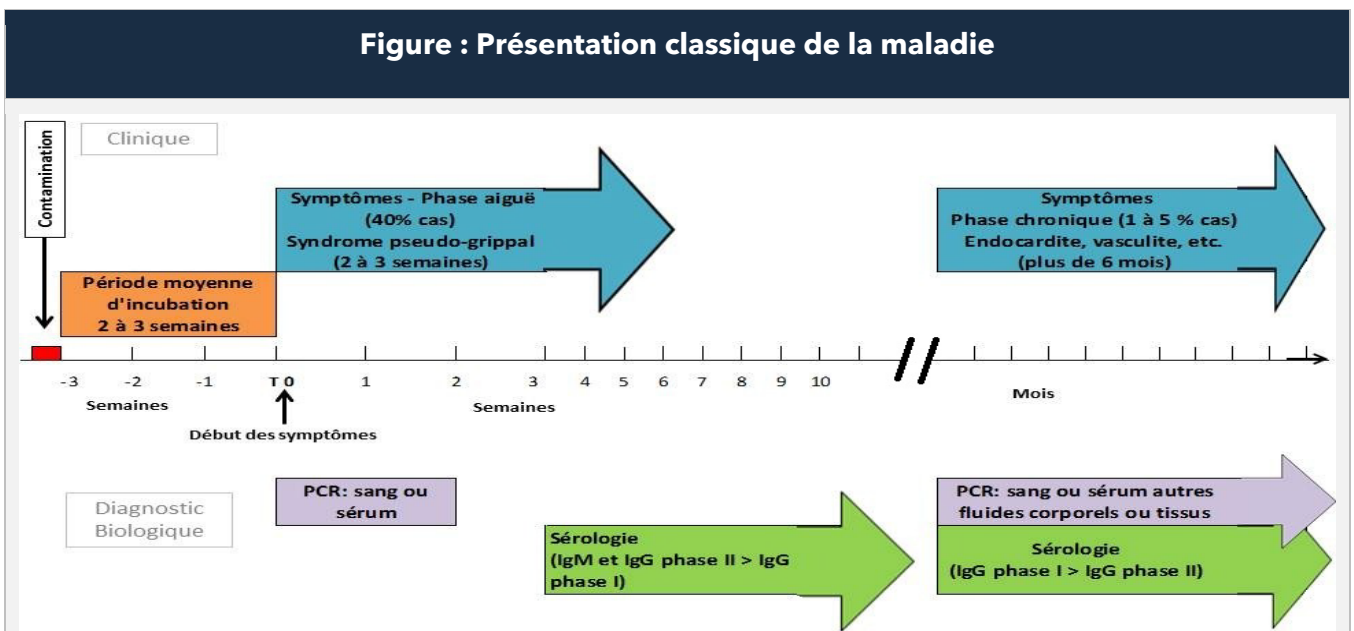 Figure : Présentation classique de la maladie
Contamination
Clinique
Symptômes - Phase aiguë
(40% cas)
Syndrome pseudo-grippal
(2 à 3 semaines)
Symptômes
Phase chronique (1 à 5 % cas)
Endocardite, vasculite, etc.
(plus de 6 mois)
Période moyenne
d'incubation
2 à 3 semaines
-3 -2 -1 T 0 1 2 3 4 5 6 7 8 9 10
Semaines Semaines Mois
Début des symptômes
Diagnostic
Biologique
PCR: sang ou
sérum
PCR: sang ou sérum autres
fluides corporels ou tissus
Sérologie
(IgM et IgG phase II > IgG
phase I)
Sérologie
(IgG phase I > IgG phase II)